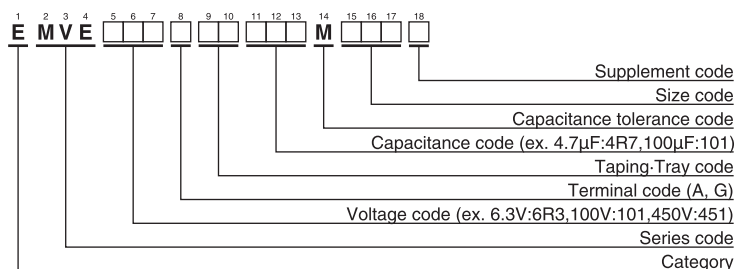 1 2 3 4 5 6 7 8 9 10 11 12 13 14 15 16 17 18
E M V E M
Supplement code
Size code
Capacitance tolerance code
Capacitance code (ex. 4.7μF:4R7,100μF:101)
Taping·Tray code
Terminal code (A, G)
Voltage code (ex. 6.3V:6R3,100V:101,450V:451)
Series code
Category